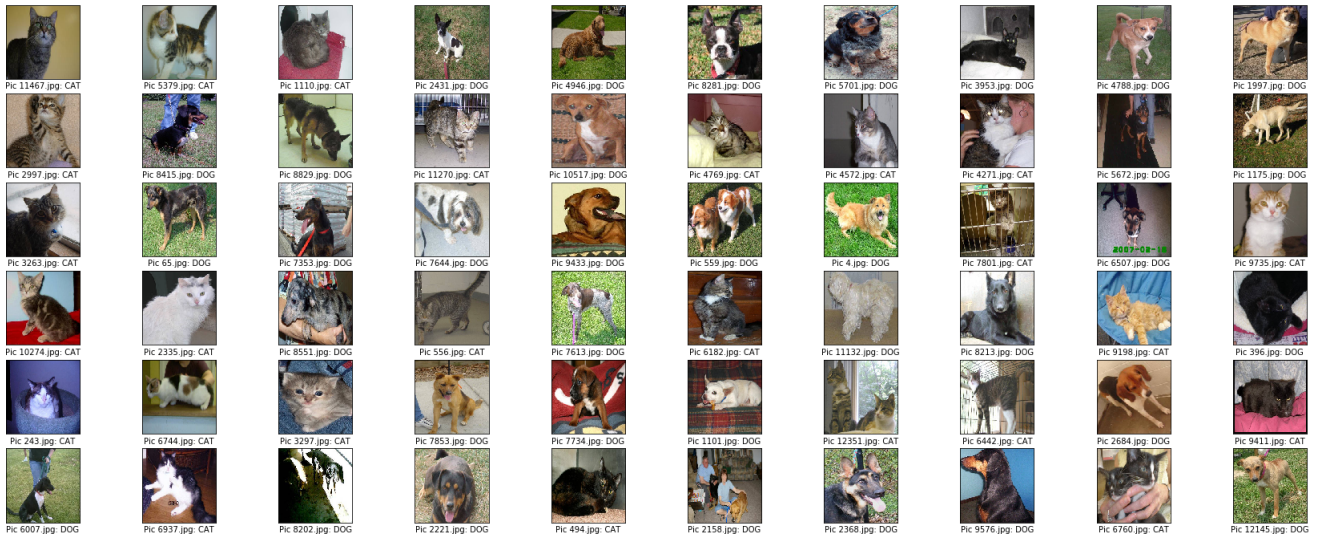 Pic 11467.jpg: CAT
Pic 5379.jpg: CAT
Pic 1110.jpg: CAT
Pic 2431.jpg: DOG
Pic 4946.jpg: DOG
Pic 8281.jpg: DOG
Pic 5701.jpg: DOG
Pic 3953.jpg: CAT
Pic 4788.jpg: DOG
Pic 1997.jpg: DOG
Pic 2997.jpg: CAT
Pic 8415.jpg: DOG
Pic 8829.jpg: DOG
Pic 11270.jpg: CAT
Pic 10517.jpg: DOG
Pic 4769.jpg: CAT
Pic 4572.jpg: CAT
Pic 4271.jpg: CAT
Pic 5672.jpg: DOG
Pic 1175.jpg: DOG
Pic 3263.jpg: CAT
Pic 65.jpg: DOG
Pic 7353.jpg: DOG
Pic 7644.jpg: DOG
Pic 9433.jpg: DOG
Pic 559.jpg: DOG
Pic 4.jpg: DOG
Pic 7801.jpg: CAT
Pic 6507.jpg: DOG
Pic 9735.jpg: CAT
Pic 10274.jpg: CAT
Pic 2335.jpg: CAT
Pic 8551.jpg: DOG
Pic 556.jpg: CAT
Pic 7613.jpg: DOG
Pic 6182.jpg: CAT
Pic 11132.jpg: DOG
Pic 8213.jpg: DOG
Pic 9198.jpg: CAT
Pic 396.jpg: DOG
Pic 243.jpg: CAT
Pic 6744.jpg: CAT
Pic 3297.jpg: CAT
Pic 7853.jpg: DOG
Pic 7734.jpg: DOG
Pic 1101.jpg: DOG
Pic 12351.jpg: CAT
Pic 6442.jpg: CAT
Pic 2684.jpg: DOG
Pic 9411.jpg: CAT
Pic 6007.jpg: DOG
Pic 6937.jpg: CAT
Pic 8202.jpg: DOG
Pic 2221.jpg: DOG
Pic 494.jpg: CAT
Pic 2158.jpg: DOG
Pic 2368.jpg: DOG
Pic 9576.jpg: DOG
Pic 6760.jpg: CAT
Pic 12145.jpg: DOG